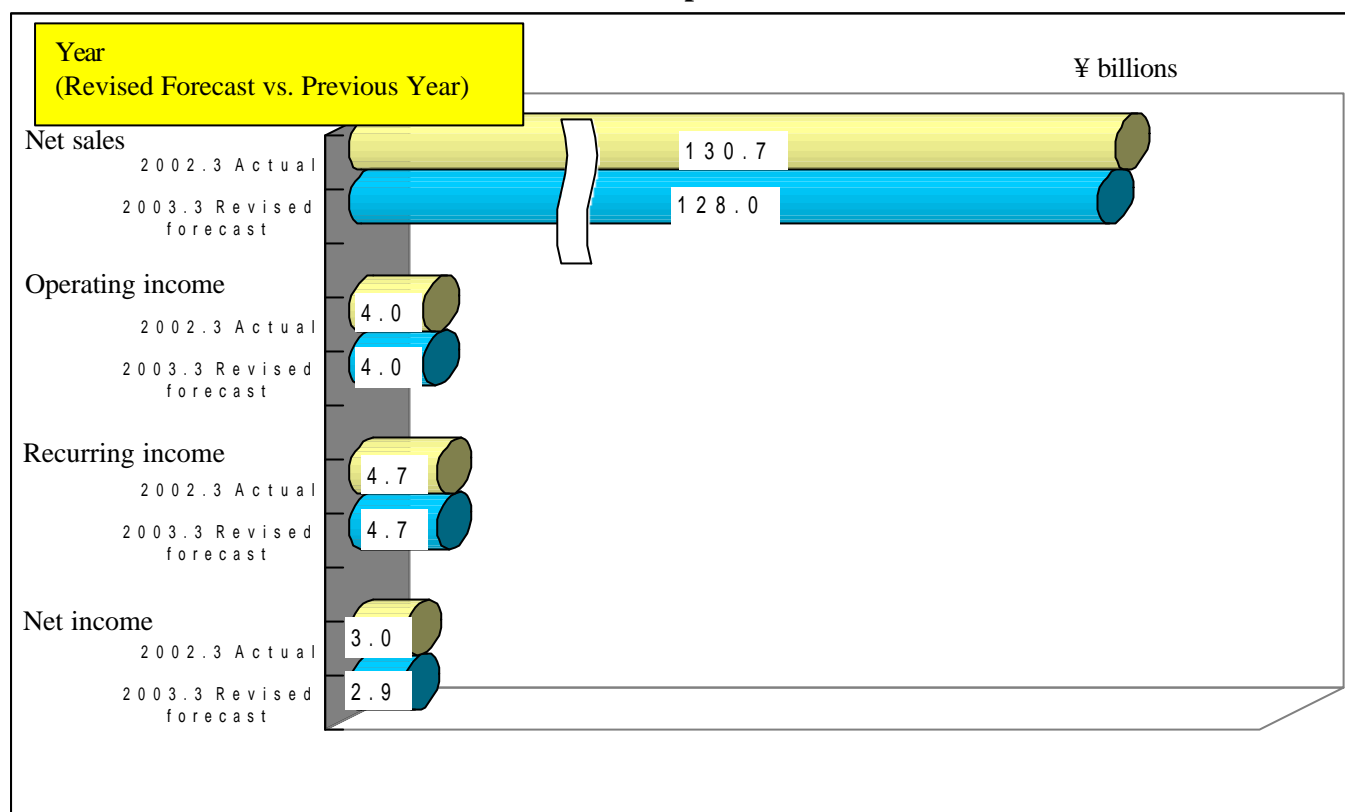 Year
(Revised Forecast vs. Previous Year)
¥ billions
Net sales
2002.3 Actual
130.7
2003.3 Revised
forecast
128.0
Operating income
2002.3 Actual
4.0
2003.3 Revised
forecast
4.0
Recurring income
2002.3 Actual
4.7
2003.3 Revised
forecast
4.7
Net income
2002.3 Actual
3.0
2003.3 Revised
forecast
2.9